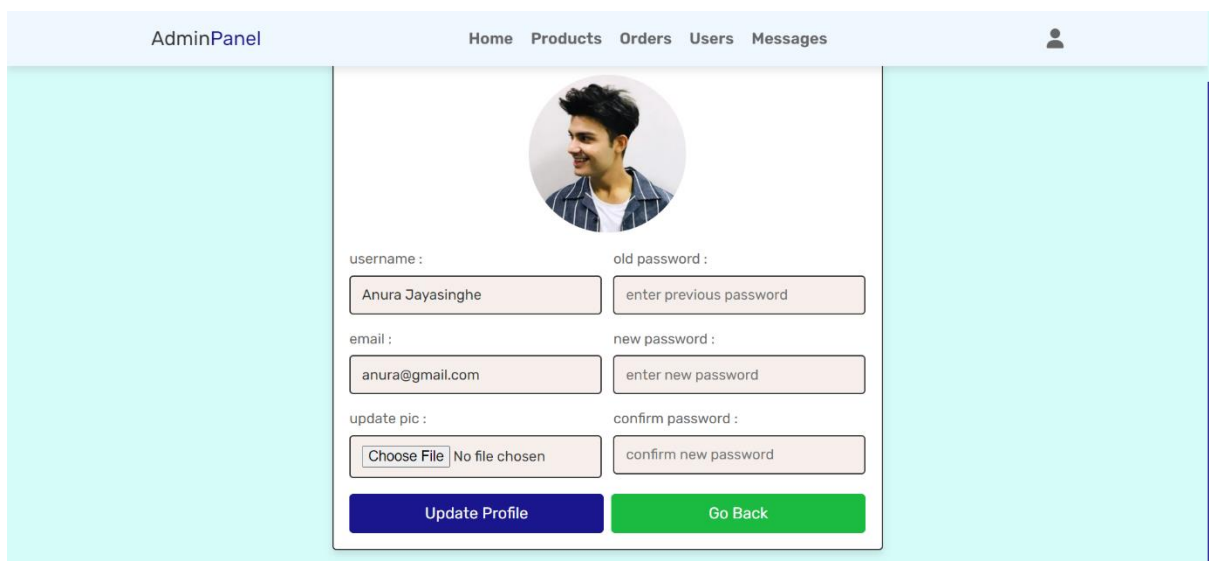 AdminPanel
Home Products Orders Users Messages
username :
Anura Jayasinghe
old password :
enter previous password
email :
anura@gmail.com
new password :
enter new password
update pic :
Choose File No file chosen
confirm password :
confirm new password
Update Profile
Go Back